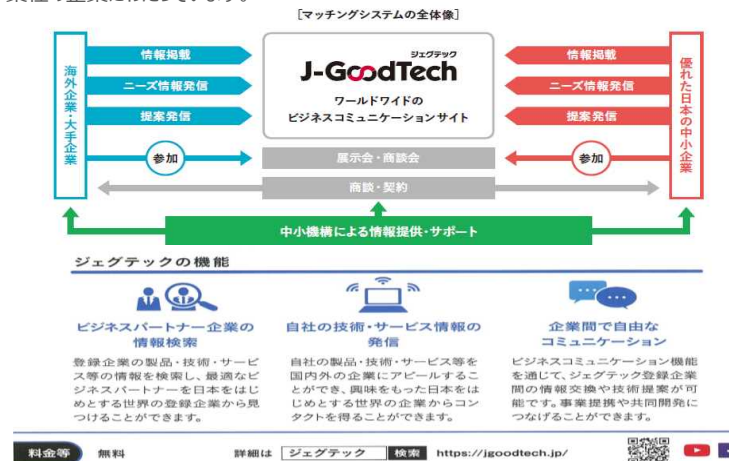 業種の企業にわたっています。
[マッチングシステムの全体像]
海外企業・大手企業
情報掲載
ニーズ情報発信
提案発信
参加
ジェグテック
J-GoodTech
ワールドワイドの
ビジネスコミュニケーションサイト
展示会・商談会
商談・契約
情報掲載
ニーズ情報発信
提案発信
参加
優れた日本の中小企業
中小機構による情報提供・サポート
ジェグテックの機能
ビジネスパートナー企業の
情報検索
登録企業の製品・技術・サービ
ス等の情報を検索し、最適なビ
ジネスパートナーを日本をはじ
めとする世界の登録企業から見
つけることができます。
自社の技術・サービス情報の
発信
自社の製品・技術・サービス等を
国内外の企業にアピールするこ
とができ、興味をもった日本をは
じめとする世界の企業からコン
タクトを得ることができます。
企業間で自由な
コミュニケーション
ビジネスコミュニケーション機能
を通じて、ジェグテック登録企業
間の情報交換や技術提案が可
能です。事業提携や共同開発に
つなげることができます。
料金等 無料 詳細は ジェグテック 検索 https://jgoodtech.jp/